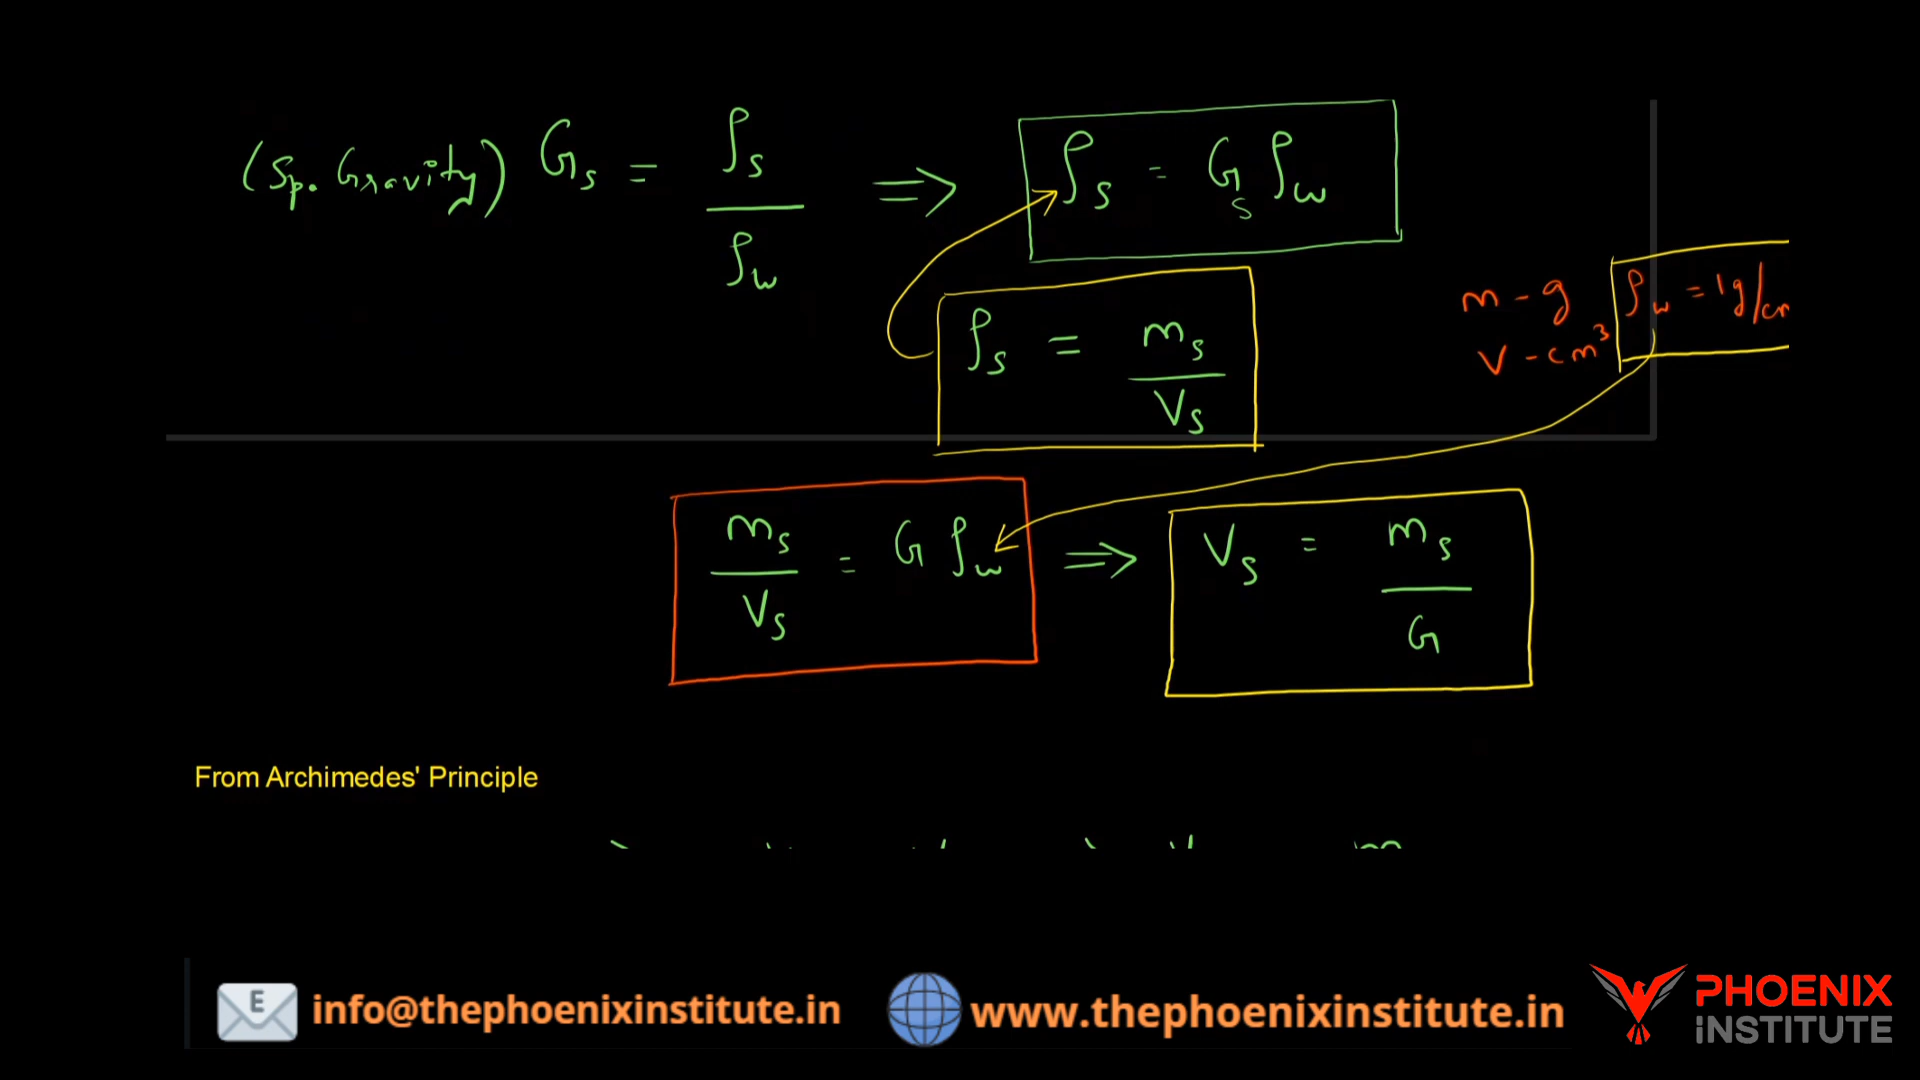 (Sp. Gravity) Gs = ρs / ρw ⇒ ρs = Gs ρw
m - g
ρw = 1g/cm
V - cm³
ρs = ms / Vs
ms / Vs = G ρw ⇒ Vs = ms / G
From Archimedes' Principle
E info@thephoenixinstitute.in
www.thephoenixinstitute.in
PHOENIX
iNSTITUTE